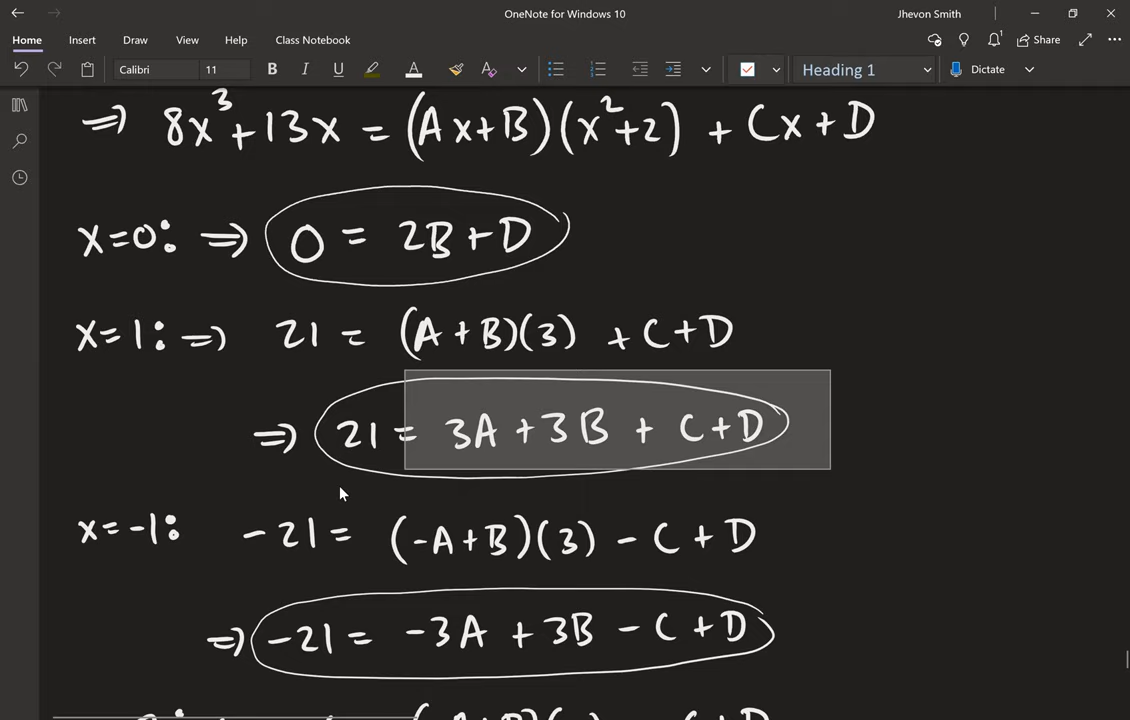 OneNote for Windows 10
Jhevon Smith
Home Insert Draw View Help Class Notebook
Share
Calibri 11 B I U A Heading 1 Dictate
⇒ 8x³+13x = (Ax+B)(x²+2) + Cx+D
x=0: ⇒ 0 = 2B+D
x=1: ⇒ 21 = (A+B)(3) + C+D
⇒ 21 = 3A+3B + C+D
x=-1: -21 = (-A+B)(3) - C+D
⇒ -21 = -3A + 3B - C+D